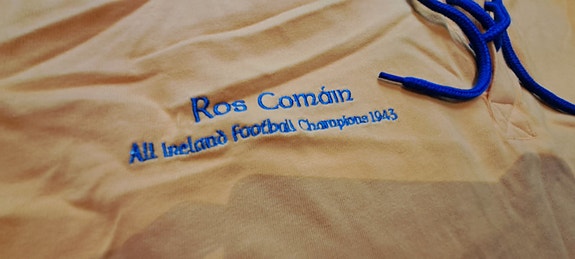 Ros Comáin
All Ireland Football Champions 1943